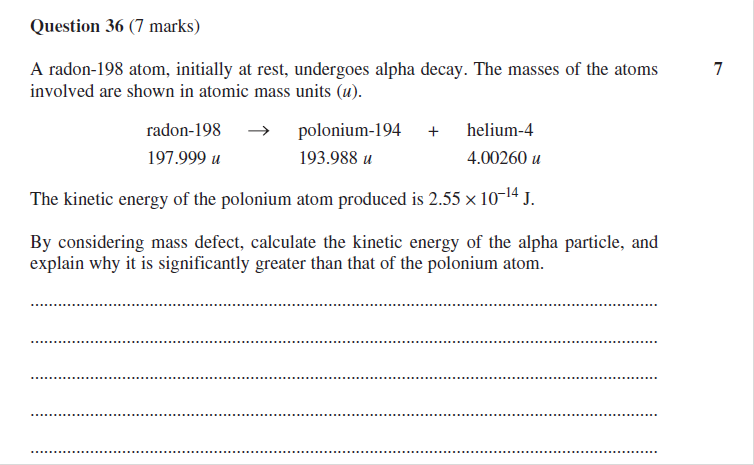 Question 36 (7 marks)
A radon-198 atom, initially at rest, undergoes alpha decay. The masses of the atoms 7
involved are shown in atomic mass units (u).
radon-198 → polonium-194 + helium-4
197.999 u 193.988 u 4.00260 u
The kinetic energy of the polonium atom produced is 2.55 × 10⁻¹⁴ J.
By considering mass defect, calculate the kinetic energy of the alpha particle, and
explain why it is significantly greater than that of the polonium atom.